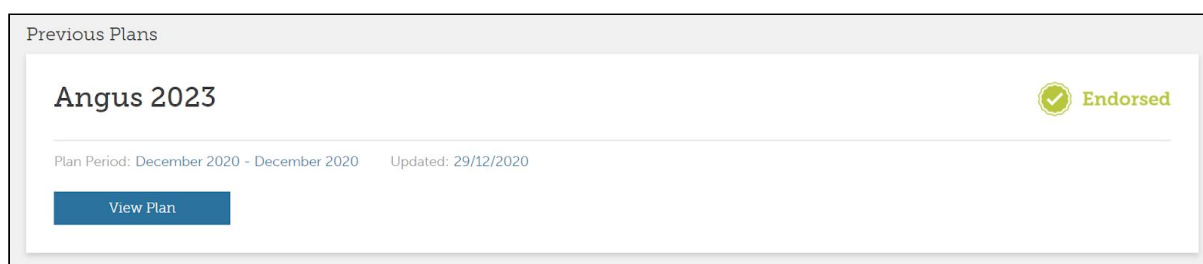 Previous Plans
Angus 2023
Endorsed
Plan Period: December 2020 - December 2020 Updated: 29/12/2020
View Plan